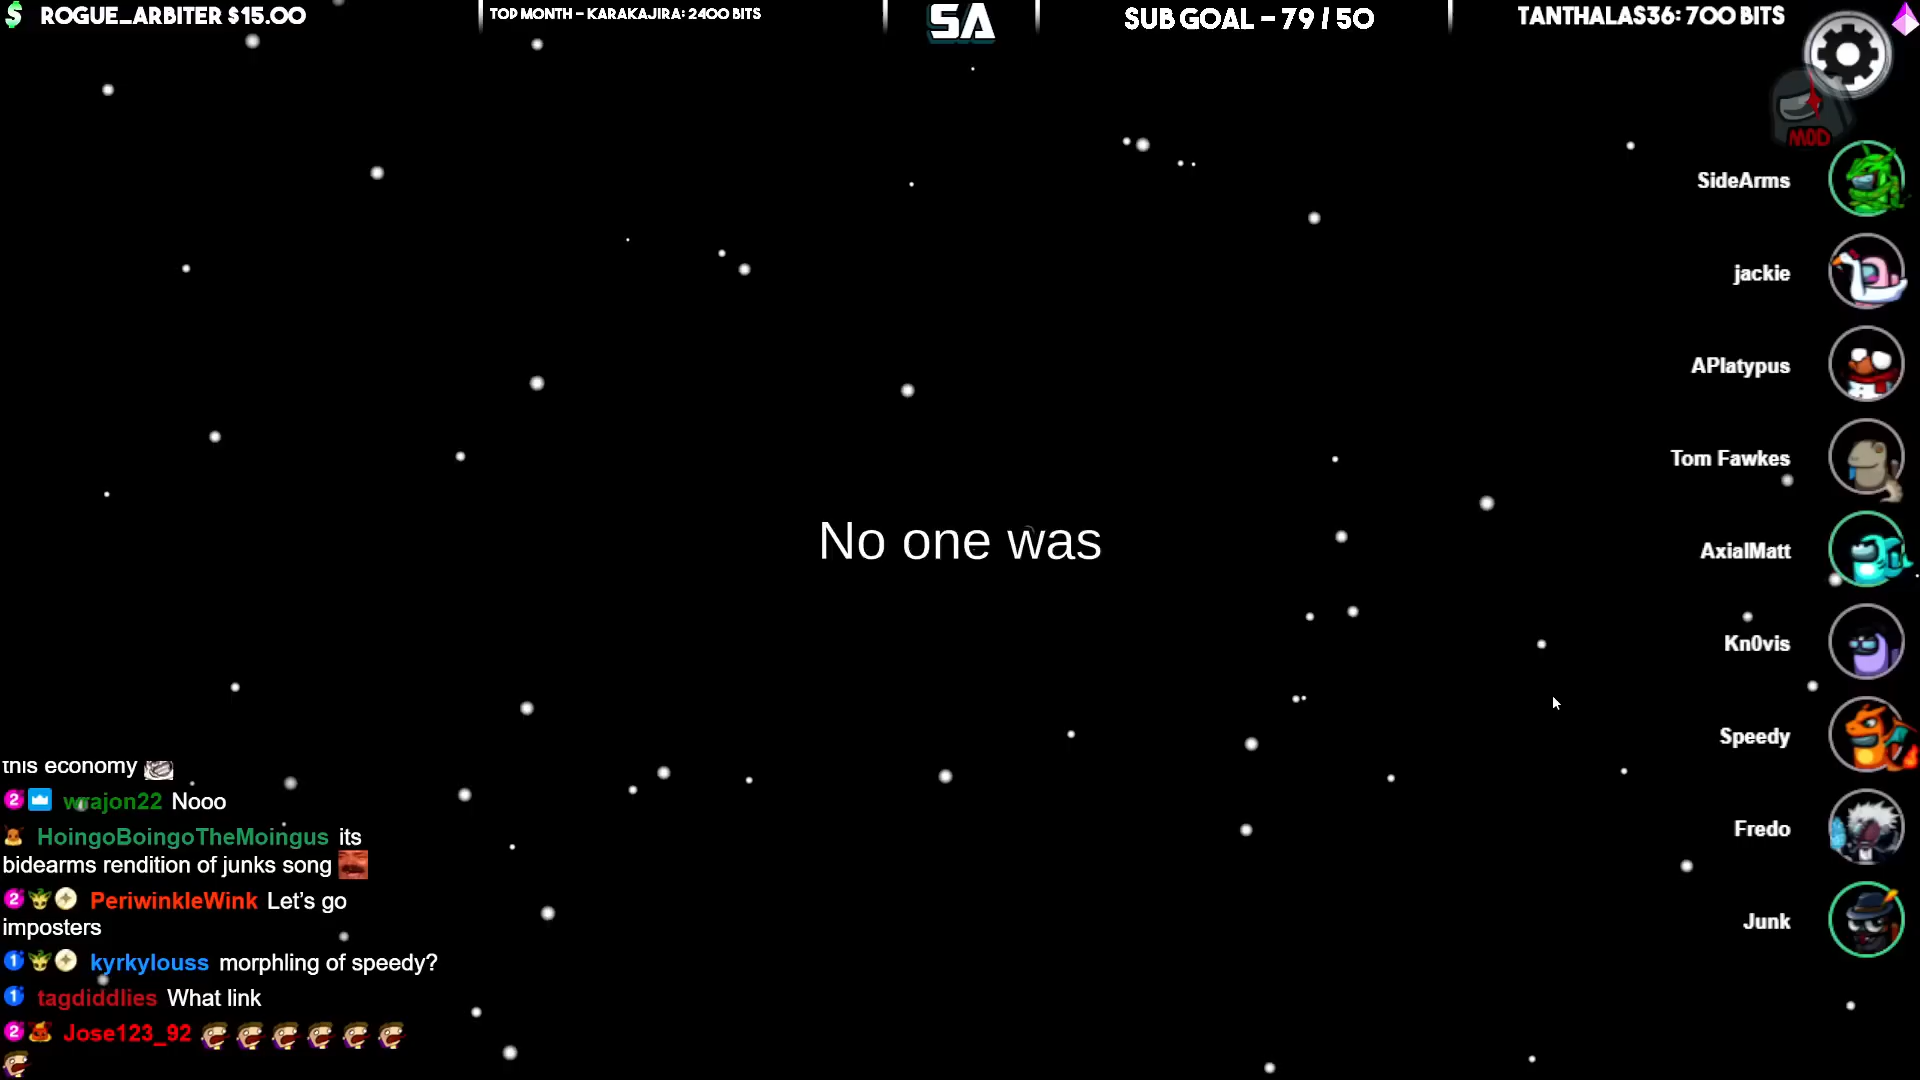 ROGUE_ARBITER $15.00
TOP MONTH - KARAKAJIRA: 2400 BITS
SA
SUB GOAL - 79 / 50
TANTHALAS36: 700 BITS
MOD
SideArms
jackie
APlatypus
Tom Fawkes
AxialMatt
Kn0vis
Speedy
Fredo
Junk
No one was
this economy
wrajon22 Nooo
HoingoBoingoTheMoingus its
bidearms rendition of junks song
PeriwinkleWink Let's go
imposters
kyrkylouss morphling of speedy?
tagdiddlies What link
Jose123_92